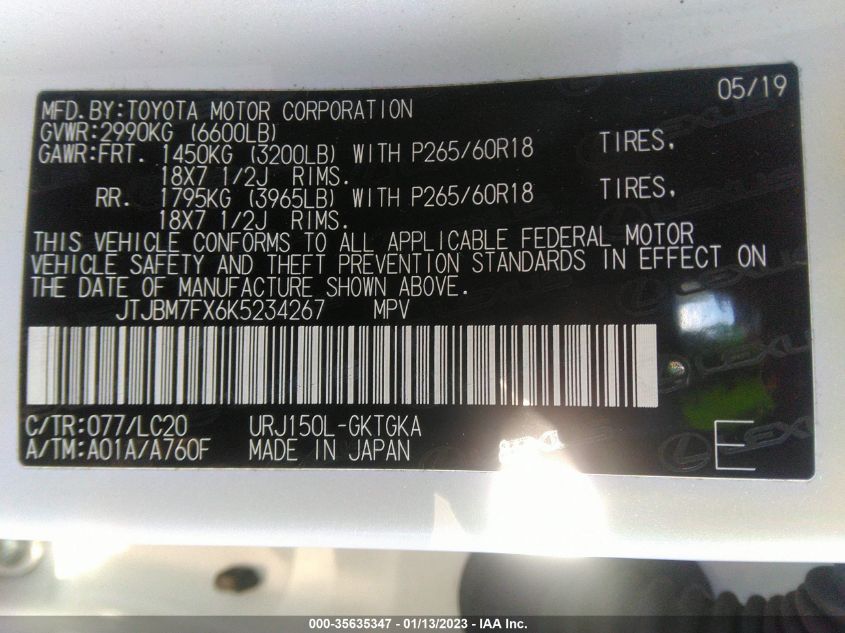 05/19
MFD.BY:TOYOTA MOTOR CORPORATION
GVWR:2990KG (6600LB)
GAWR:FRT. 1450KG (3200LB) WITH P265/60R18 TIRES,
18X7 1/2J RIMS.
RR. 1795KG (3965LB) WITH P265/60R18 TIRES,
18X7 1/2J RIMS.
THIS VEHICLE CONFORMS TO ALL APPLICABLE FEDERAL MOTOR
VEHICLE SAFETY AND THEFT PREVENTION STANDARDS IN EFFECT ON
THE DATE OF MANUFACTURE SHOWN ABOVE.
JTJBM7FX6K5234267 MPV
C/TR:077/LC20 URJ150L-GKTGKA
A/TM:A01A/A760F MADE IN JAPAN
E
LEXUS
LEXUS
000-35635347 - 01/13/2023 - IAA Inc.